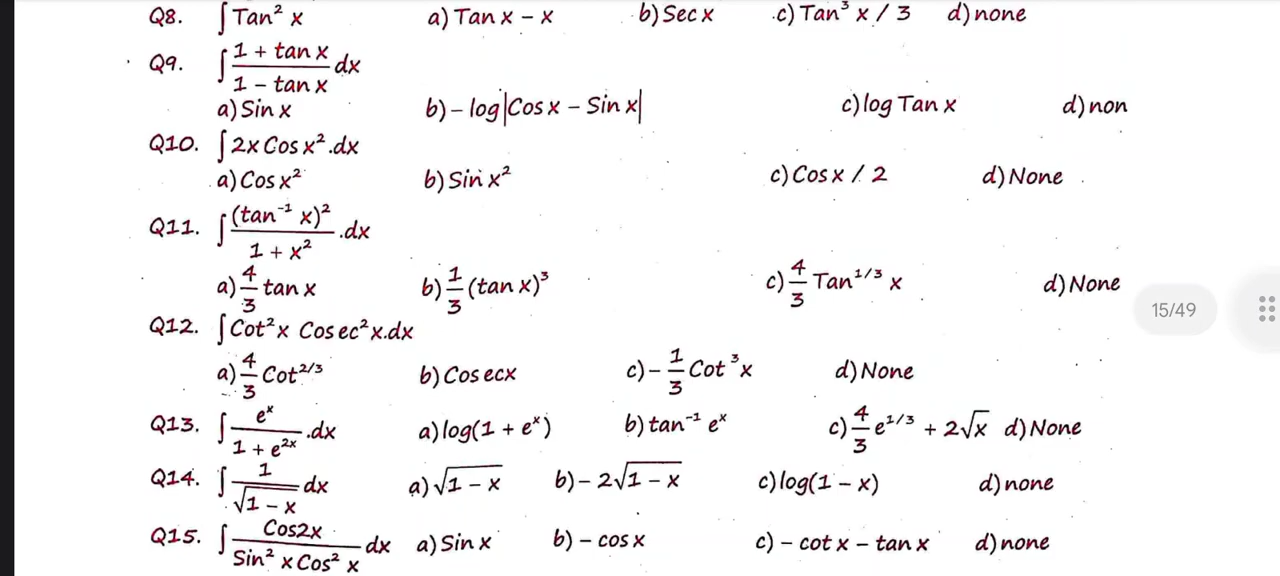 Q8. ∫Tan² x a) Tan x − x b) Sec x c) Tan³ x / 3 d) none
Q9. ∫ (1 + tan x)/(1 − tan x) dx
a) Sin x b) − log|Cos x − Sin x| c) log Tan x d) non
Q10. ∫2x Cos x² .dx
a) Cos x² b) Sin x² c) Cos x / 2 d) None
Q11. ∫ (tan⁻¹ x)²/(1 + x²) .dx
a) 4/3 tan x b) 1/3 (tan x)³ c) 4/3 Tan^1/3 x d) None
15/49
Q12. ∫Cot²x Cosec²x.dx
a) 4/3 Cot^2/3 b) Cosecx c) − 1/3 Cot ³x d) None
Q13. ∫ eˣ/(1 + e²ˣ) .dx a) log(1 + eˣ) b) tan⁻¹ eˣ c) 4/3 e^1/3 + 2√x d) None
Q14. ∫ 1/√(1 − x) dx a) √(1 − x) b) − 2√(1 − x) c) log(1 − x) d) none
Q15. ∫ Cos2x/(Sin² x Cos² x) dx a) Sin x b) − cos x c) − cot x − tan x d) none